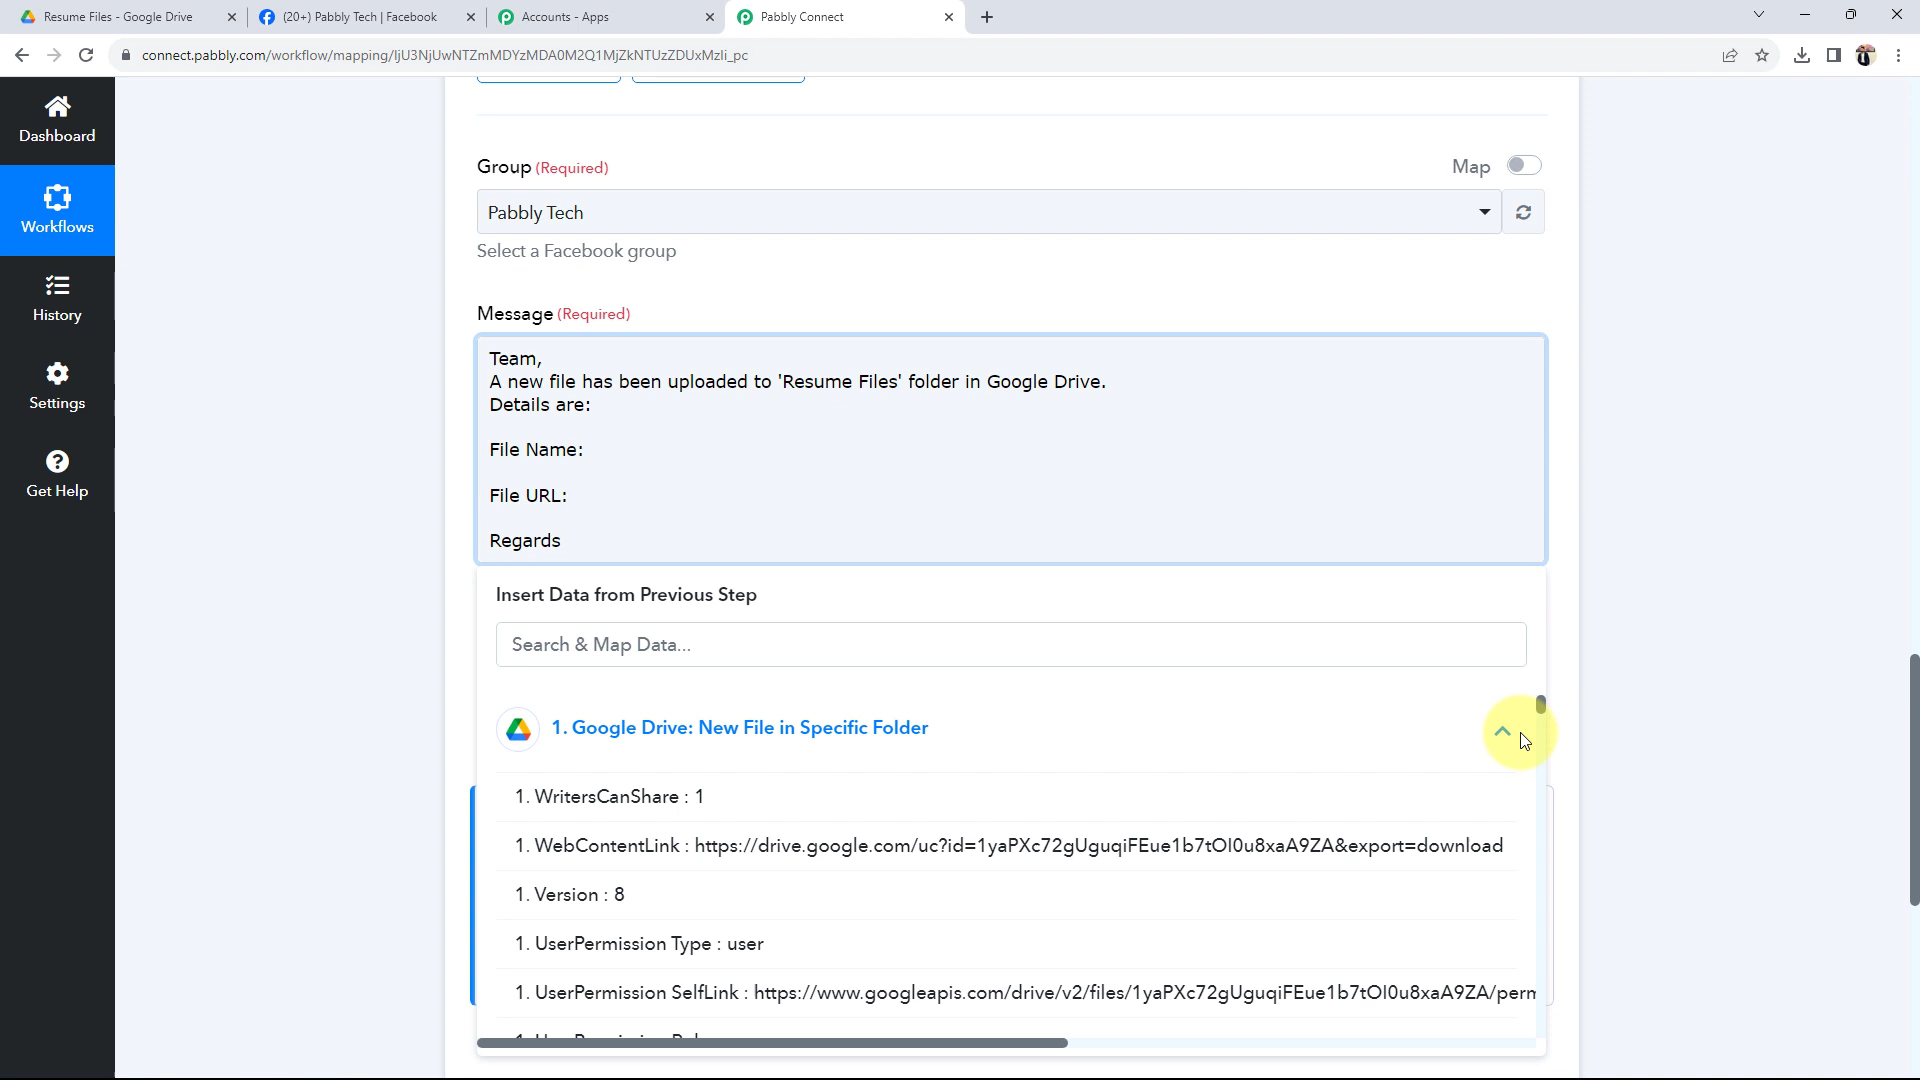 Resume Files - Google Drive
(20+) Pabbly Tech | Facebook
Accounts - Apps
Pabbly Connect
connect.pabbly.com/workflow/mapping/IjU3NjUwNTZmMDYzMDA0M2Q1MjZkNTUzZDUxMzIi_pc
Dashboard
Workflows
History
Settings
Get Help
Group (Required)
Map
Pabbly Tech
Select a Facebook group
Message (Required)
Team,
A new file has been uploaded to 'Resume Files' folder in Google Drive.
Details are:
File Name:
File URL:
Regards
Insert Data from Previous Step
Search & Map Data...
1. Google Drive: New File in Specific Folder
1. WritersCanShare : 1
1. WebContentLink : https://drive.google.com/uc?id=1yaPXc72gUguqiFEue1b7tOI0u8xaA9ZA&export=download
1. Version : 8
1. UserPermission Type : user
1. UserPermission SelfLink : https://www.googleapis.com/drive/v2/files/1yaPXc72gUguqiFEue1b7tOI0u8xaA9ZA/perm